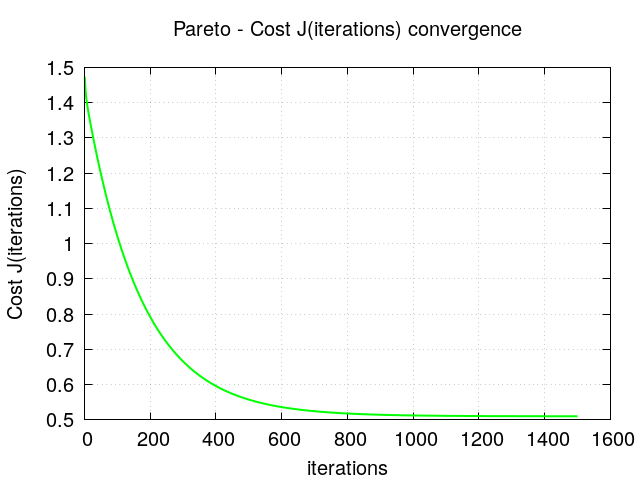 Pareto - Cost J(iterations) convergence
1.5
1.4
1.3
1.2
1.1
1
0.9
0.8
0.7
0.6
0.5
Cost J(iterations)
0 200 400 600 800 1000 1200 1400 1600
iterations